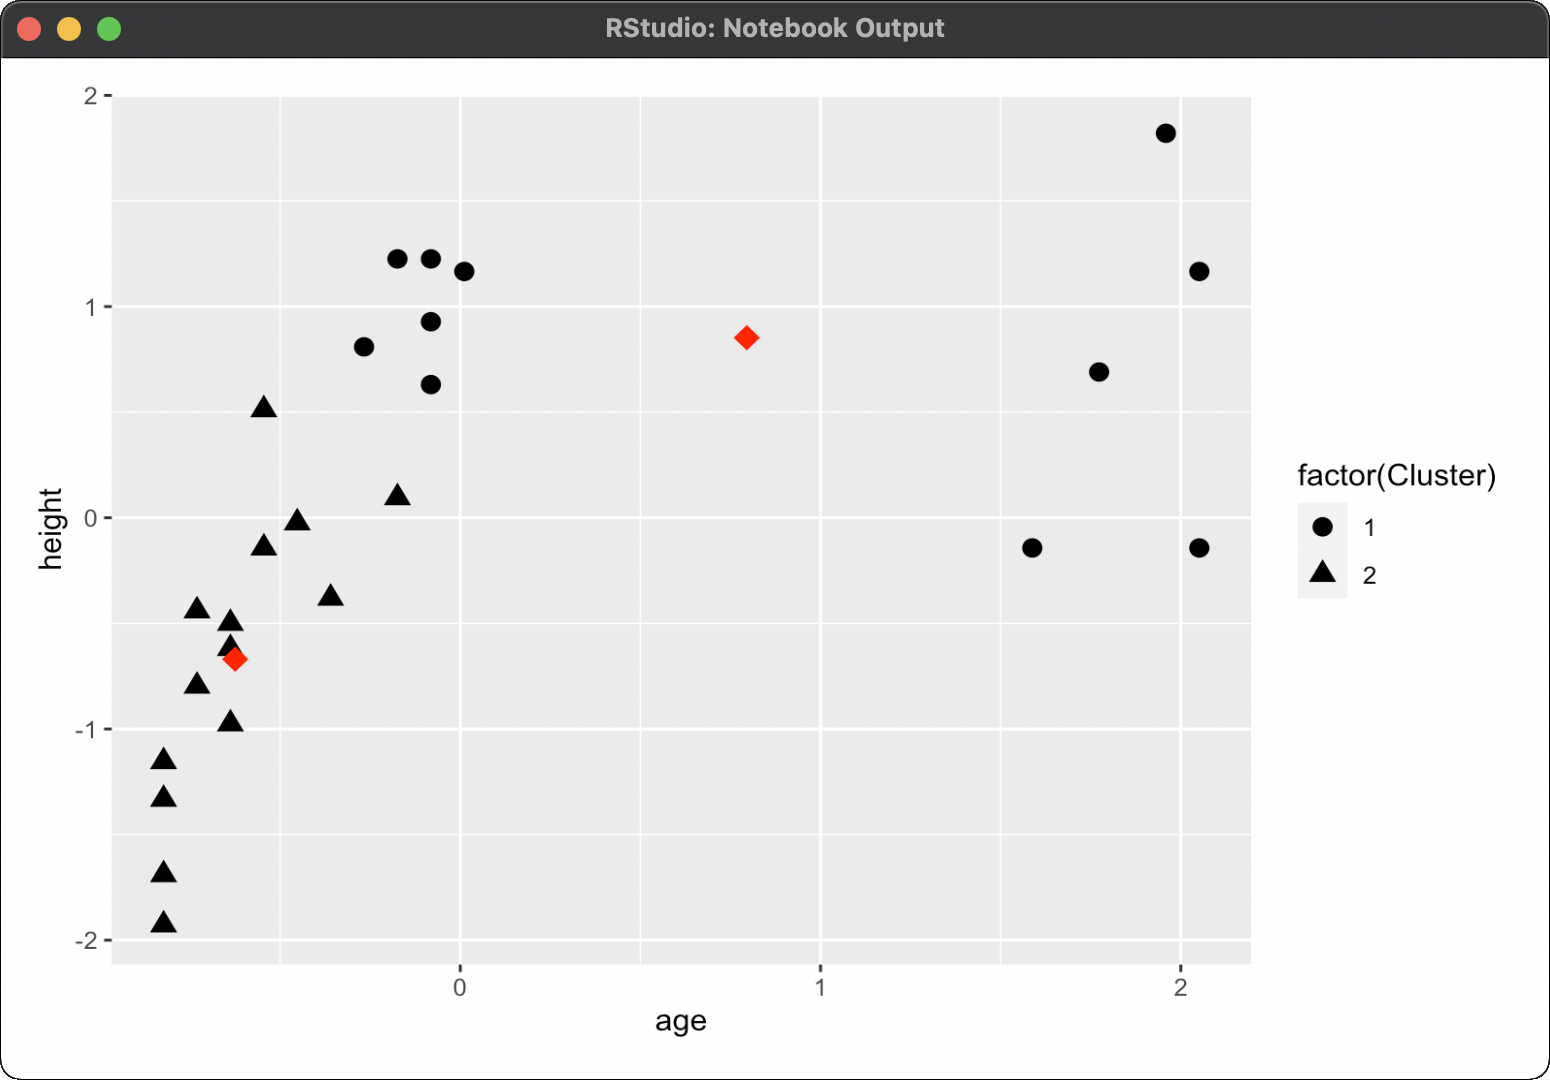 RStudio: Notebook Output
2
1
0
-1
-2
height
0
1
2
age
factor(Cluster)
1
2